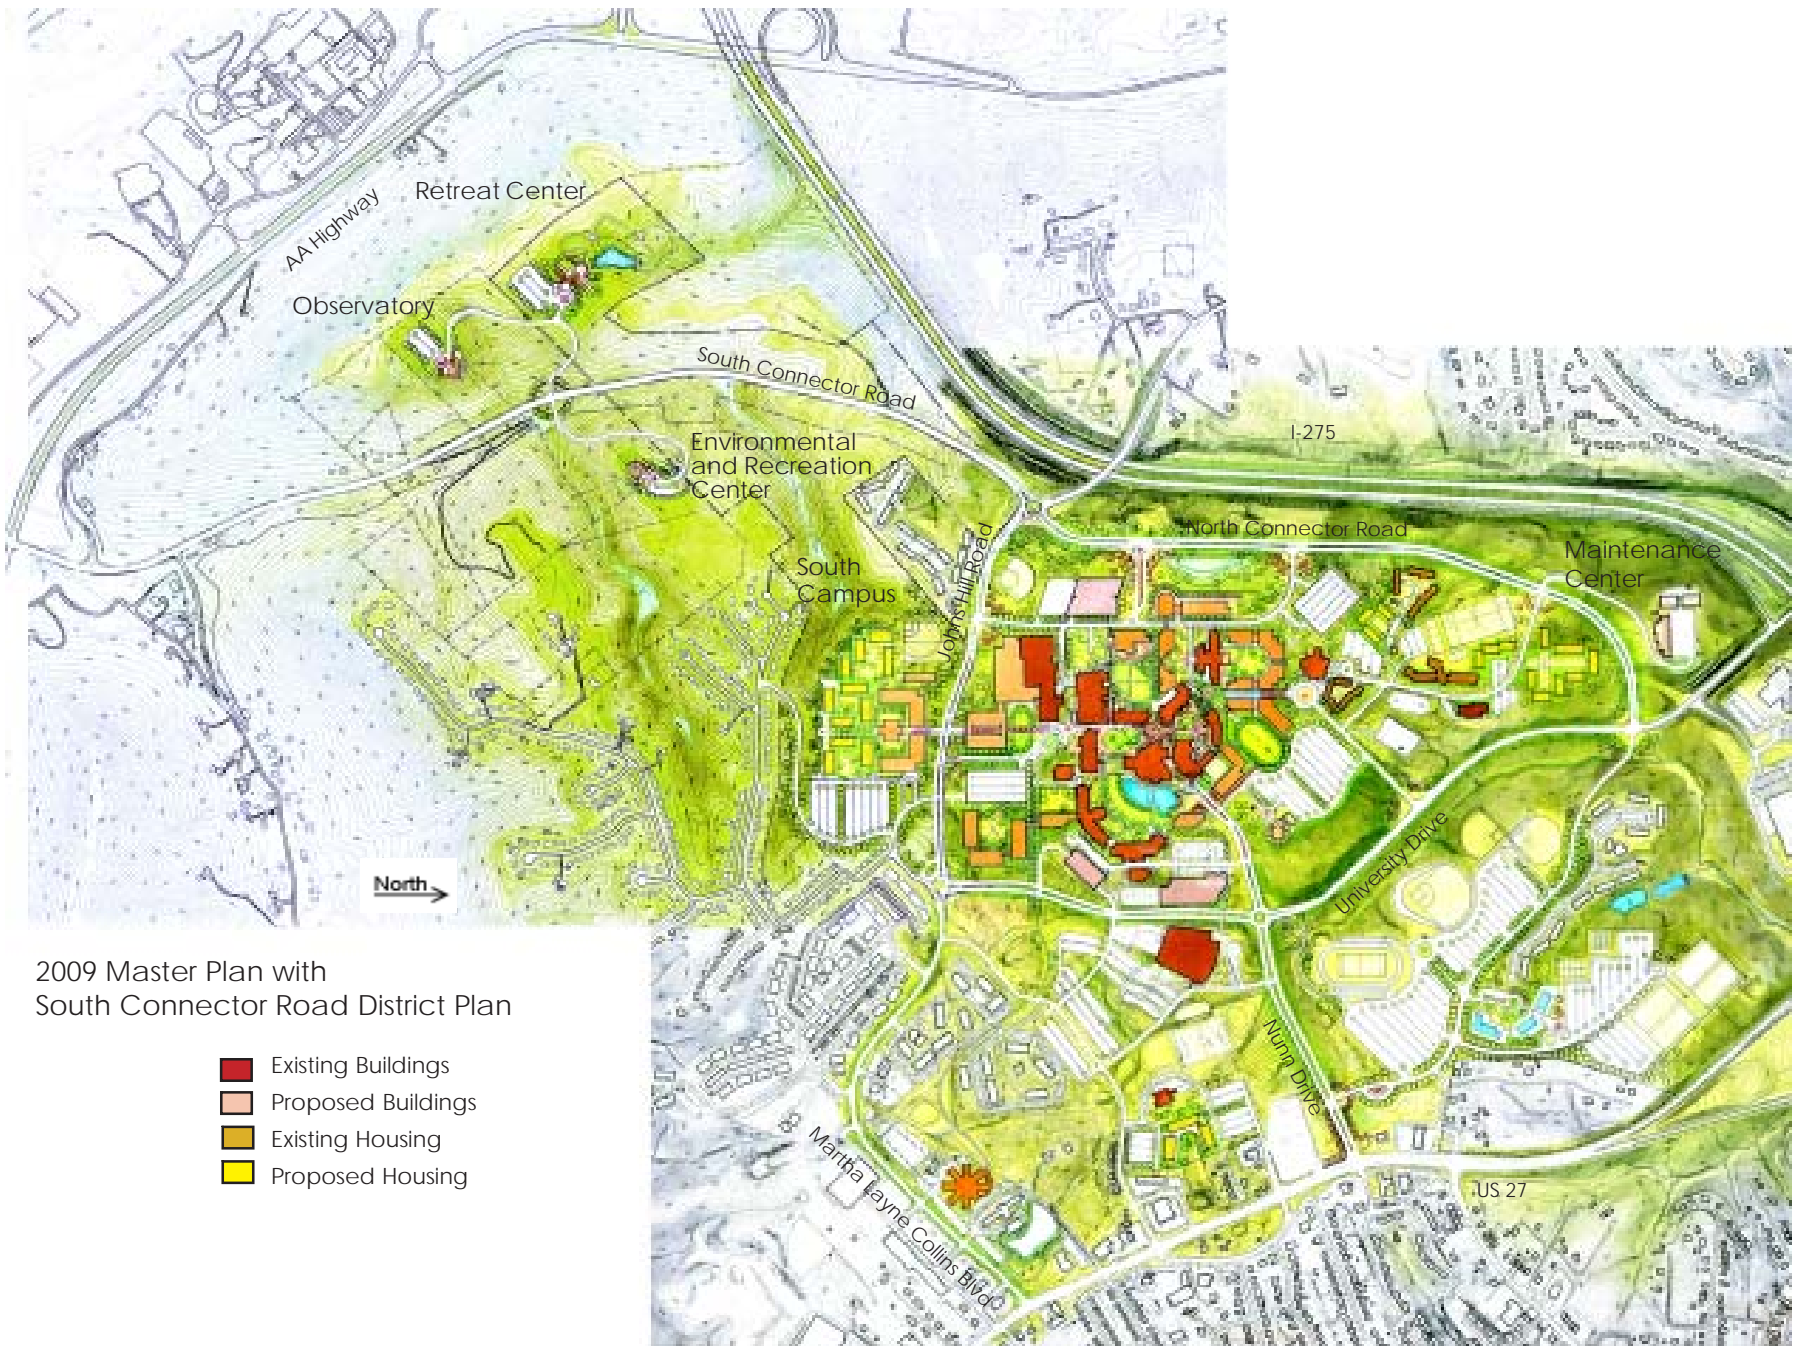 Retreat Center
AA Highway
Observatory
South Connector Road
I-275
Environmental
and Recreation
Center
North Connector Road
Maintenance
Center
South
Campus
Johns Hill Road
University Drive
North
2009 Master Plan with
South Connector Road District Plan
Nunn Drive
Existing Buildings
Proposed Buildings
Existing Housing
Proposed Housing
Martha Layne Collins Blvd
US 27